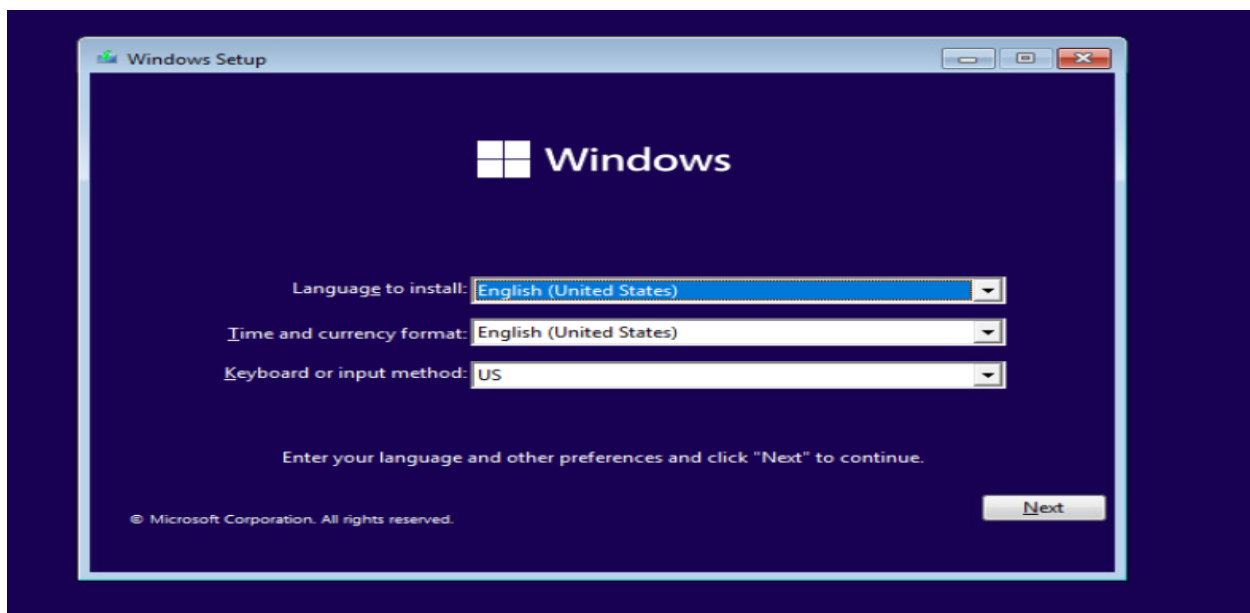 Windows Setup
Windows
Language to install: English (United States)
Time and currency format: English (United States)
Keyboard or input method: US
Enter your language and other preferences and click "Next" to continue.
© Microsoft Corporation. All rights reserved.
Next